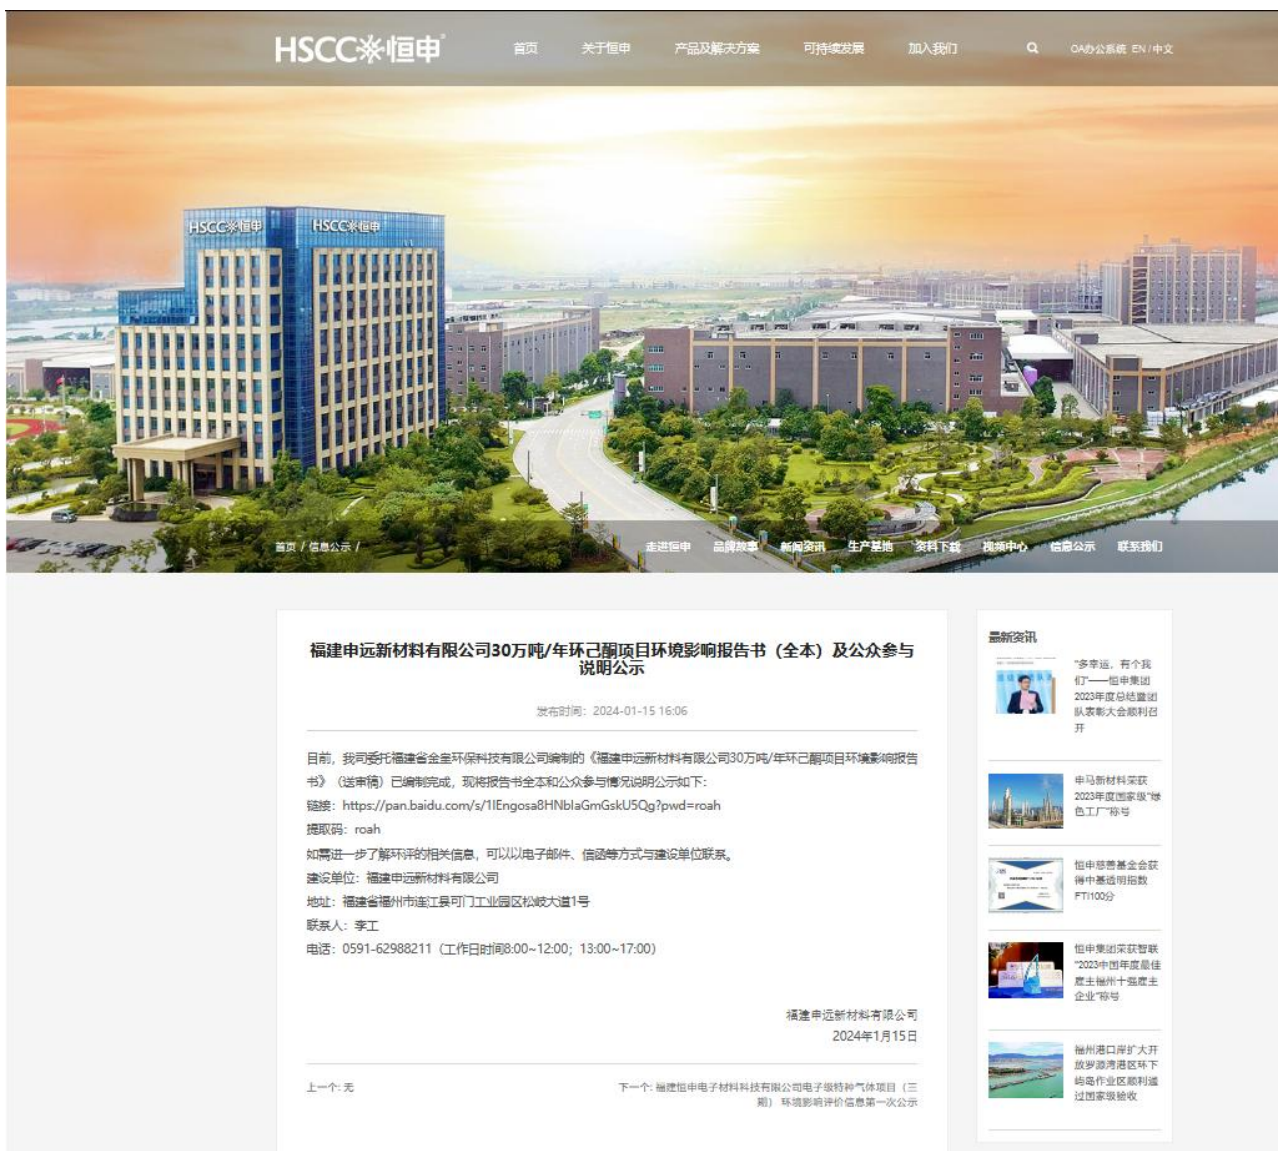 HSCC恒申
首页 关于恒申 产品及解决方案 可持续发展 加入我们 OA办公系统 EN/中文
HSCC恒申 HSCC恒申
首页 / 信息公示 /
走进恒申 品牌故事 新闻资讯 生产基地 资料下载 视频中心 信息公示 联系我们
福建申远新材料有限公司30万吨/年环己酮项目环境影响报告书（全本）及公众参与
说明公示
发布时间：2024-01-15 16:06
目前，我司委托福建省金皇环保科技有限公司编制的《福建申远新材料有限公司30万吨/年环己酮项目环境影响报告
书》（送审稿）已编制完成，现将报告书全本和公众参与情况说明公示如下：
链接：https://pan.baidu.com/s/1lEngosa8HNblaGmGskU5Qg?pwd=roah
提取码：roah
如需进一步了解环评的相关信息，可以以电子邮件、信函等方式与建设单位联系。
建设单位：福建申远新材料有限公司
地址：福建省福州市连江县可门工业园区松岐大道1号
联系人：李工
电话：0591-62988211（工作日时间8:00~12:00；13:00~17:00）
福建申远新材料有限公司
2024年1月15日
上一个: 无
下一个: 福建恒申电子材料科技有限公司电子级特种气体项目（三
期）环境影响评价信息第一次公示
最新资讯
“多幸运，有个我
们”——恒申集团
2023年度总结暨团
队表彰大会顺利召
开
申马新材料荣获
2023年度国家级“绿
色工厂”称号
恒申慈善基金会获
得中基透明指数
FTI100分
恒申集团荣获智联
“2023中国年度最佳
雇主福州十强雇主
企业”称号
福州港口岸扩大开
放罗源湾港区环下
屿岛作业区顺利通
过国家级验收